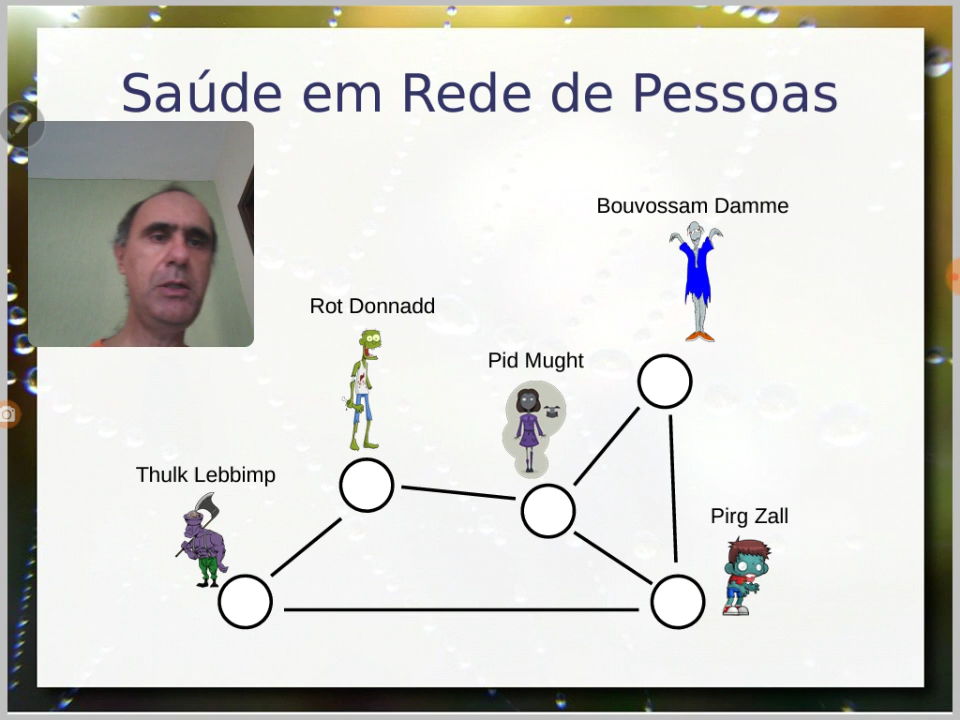 Saúde em Rede de Pessoas
Bouvossam Damme
Rot Donnadd
Pid Mught
Thulk Lebbimp
Pirg Zall